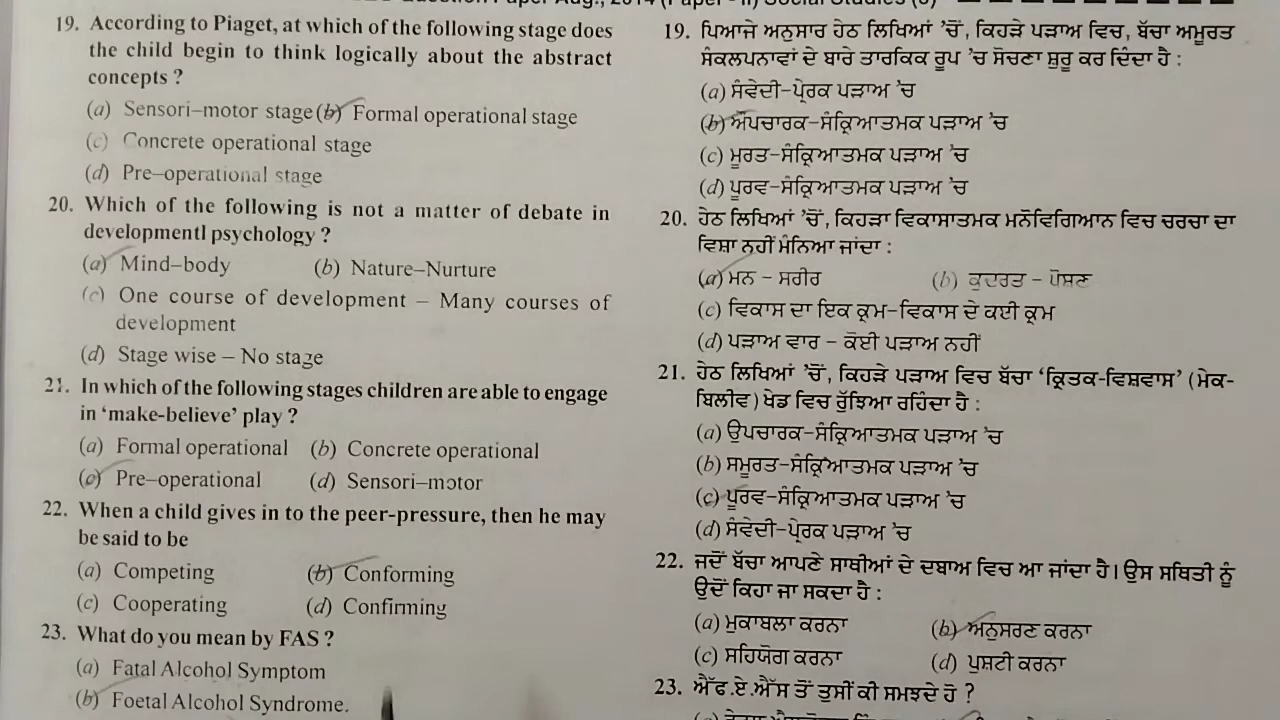 19. According to Piaget, at which of the following stage does
the child begin to think logically about the abstract
concepts ?
(a) Sensori–motor stage (b) Formal operational stage
(c) Concrete operational stage
(d) Pre–operational stage
20. Which of the following is not a matter of debate in
developmentl psychology ?
(a) Mind–body (b) Nature–Nurture
(c) One course of development – Many courses of
development
(d) Stage wise – No stage
21. In which of the following stages children are able to engage
in ‘make-believe’ play ?
(a) Formal operational (b) Concrete operational
(c) Pre–operational (d) Sensori–motor
22. When a child gives in to the peer-pressure, then he may
be said to be
(a) Competing (b) Conforming
(c) Cooperating (d) Confirming
23. What do you mean by FAS ?
(a) Fatal Alcohol Symptom
(b) Foetal Alcohol Syndrome.
19. ਪਿਆਜੇ ਅਨੁਸਾਰ ਹੇਠ ਲਿਖਿਆਂ ’ਚੋਂ, ਕਿਹੜੇ ਪੜਾਅ ਵਿਚ, ਬੱਚਾ ਅਮੂਰਤ
ਸੰਕਲਪਨਾਵਾਂ ਦੇ ਬਾਰੇ ਤਾਰਕਿਕ ਰੂਪ ’ਚ ਸੋਚਣਾ ਸ਼ੁਰੂ ਕਰ ਦਿੰਦਾ ਹੈ :
(a) ਸੰਵੇਦੀ–ਪ੍ਰੇਰਕ ਪੜਾਅ ’ਚ
(b) ਔਪਚਾਰਕ–ਸੰਕ੍ਰਿਆਤਮਕ ਪੜਾਅ ’ਚ
(c) ਮੂਰਤ–ਸੰਕ੍ਰਿਆਤਮਕ ਪੜਾਅ ’ਚ
(d) ਪੂਰਵ–ਸੰਕ੍ਰਿਆਤਮਕ ਪੜਾਅ ’ਚ
20. ਹੇਠ ਲਿਖਿਆਂ ’ਚੋਂ, ਕਿਹੜਾ ਵਿਕਾਸਾਤਮਕ ਮਨੋਵਿਗਿਆਨ ਵਿਚ ਚਰਚਾ ਦਾ
ਵਿਸ਼ਾ ਨਹੀਂ ਮੰਨਿਆ ਜਾਂਦਾ :
(a) ਮਨ – ਸਰੀਰ (b) ਕੁਦਰਤ – ਪੋਸ਼ਣ
(c) ਵਿਕਾਸ ਦਾ ਇਕ ਕ੍ਰਮ–ਵਿਕਾਸ ਦੇ ਕਈ ਕ੍ਰਮ
(d) ਪੜਾਅ ਵਾਰ – ਕੋਈ ਪੜਾਅ ਨਹੀਂ
21. ਹੇਠ ਲਿਖਿਆਂ ’ਚੋਂ, ਕਿਹੜੇ ਪੜਾਅ ਵਿਚ ਬੱਚਾ ‘ਕ੍ਰਿਤਕ-ਵਿਸ਼ਵਾਸ’ (ਮੇਕ-
ਬਿਲੀਵ) ਖੇਡ ਵਿਚ ਰੁੱਝਿਆ ਰਹਿੰਦਾ ਹੈ :
(a) ਉਪਚਾਰਕ–ਸੰਕ੍ਰਿਆਤਮਕ ਪੜਾਅ ’ਚ
(b) ਸਮੂਰਤ–ਸੰਕ੍ਰਿਆਤਮਕ ਪੜਾਅ ’ਚ
(c) ਪੂਰਵ–ਸੰਕ੍ਰਿਆਤਮਕ ਪੜਾਅ ’ਚ
(d) ਸੰਵੇਦੀ–ਪ੍ਰੇਰਕ ਪੜਾਅ ’ਚ
22. ਜਦੋਂ ਬੱਚਾ ਆਪਣੇ ਸਾਥੀਆਂ ਦੇ ਦਬਾਅ ਵਿਚ ਆ ਜਾਂਦਾ ਹੈ। ਉਸ ਸਥਿਤੀ ਨੂੰ
ਉਦੋਂ ਕਿਹਾ ਜਾ ਸਕਦਾ ਹੈ :
(a) ਮੁਕਾਬਲਾ ਕਰਨਾ (b) ਅਨੁਸਰਣ ਕਰਨਾ
(c) ਸਹਿਯੋਗ ਕਰਨਾ (d) ਪੁਸ਼ਟੀ ਕਰਨਾ
23. ਐੱਫ.ਏ.ਐੱਸ ਤੋਂ ਤੁਸੀਂ ਕੀ ਸਮਝਦੇ ਹੋ ?